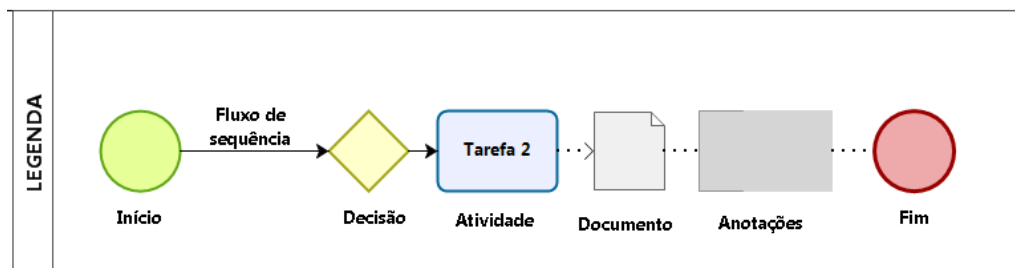 LEGENDA
Fluxo de
sequência
Tarefa 2
Início
Decisão
Atividade
Documento
Anotações
Fim